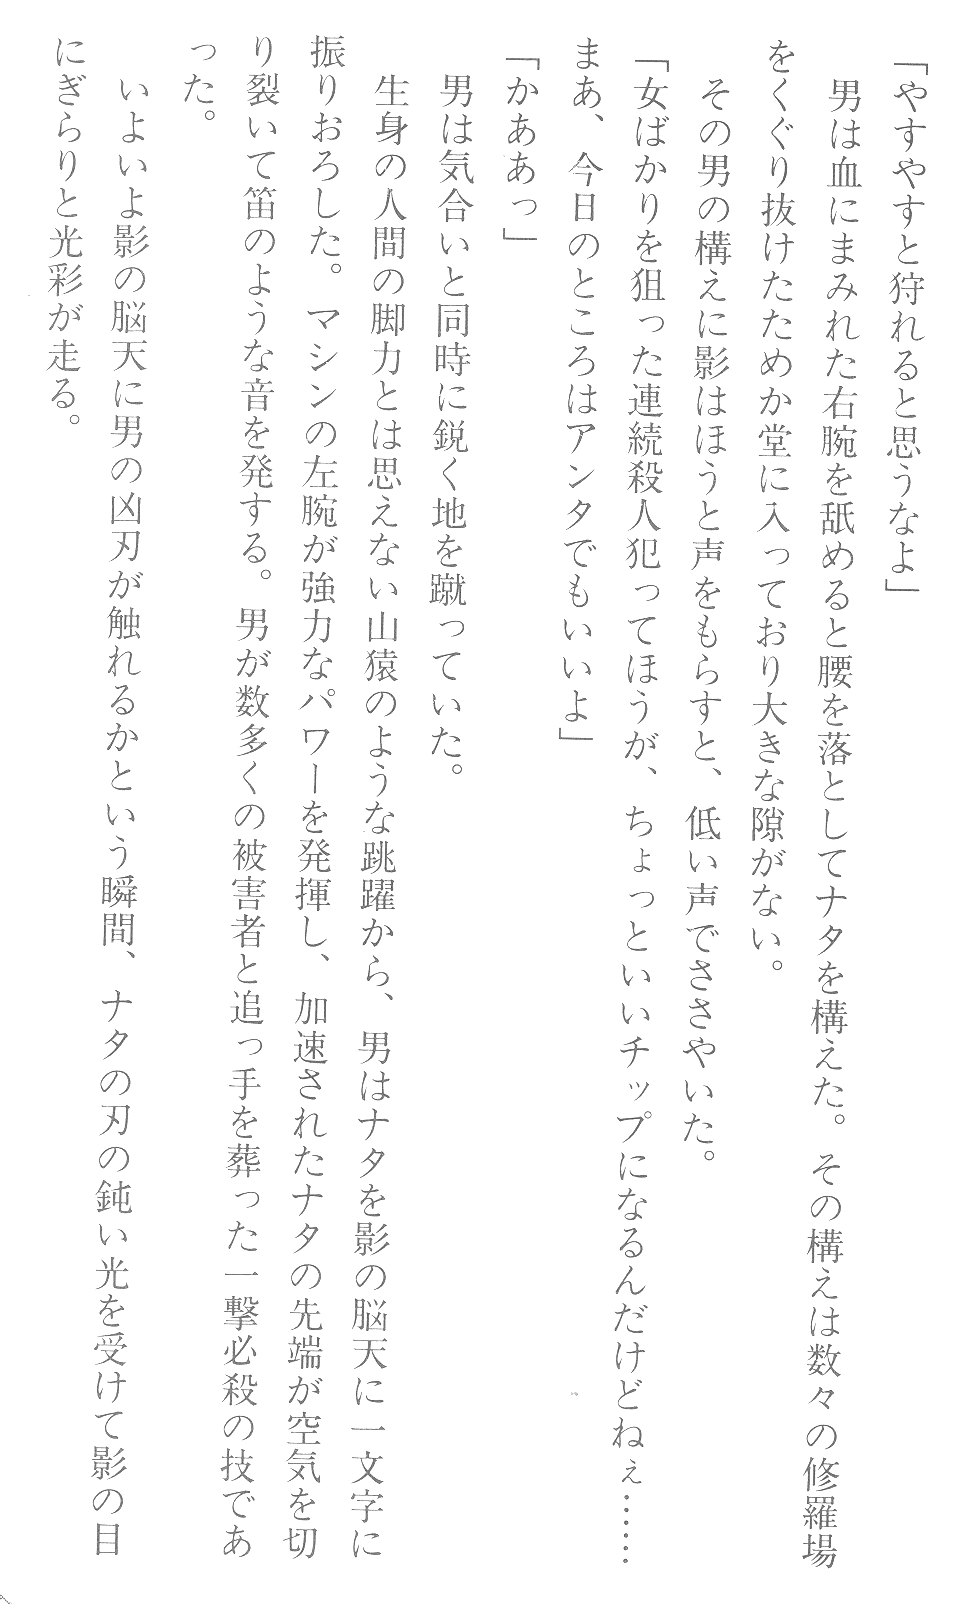 「やすやすと狩れると思うなよ」
　男は血にまみれた右腕を舐めると腰を落としてナタを構えた。その構えは数々の修羅場
をくぐり抜けたためか堂に入っており大きな隙がない。
　その男の構えに影はほうと声をもらすと、低い声でささやいた。
「女ばかりを狙った連続殺人犯ってほうが、ちょっといいチップになるんだけどねぇ……
まあ、今日のところはアンタでもいいよ」
「かああっ」
　男は気合いと同時に鋭く地を蹴っていた。
　生身の人間の脚力とは思えない山猿のような跳躍から、男はナタを影の脳天に一文字に
振りおろした。マシンの左腕が強力なパワーを発揮し、加速されたナタの先端が空気を切
り裂いて笛のような音を発する。男が数多くの被害者と追っ手を葬った一撃必殺の技であ
った。
　いよいよ影の脳天に男の凶刃が触れるかという瞬間、ナタの刃の鈍い光を受けて影の目
にぎらりと光彩が走る。